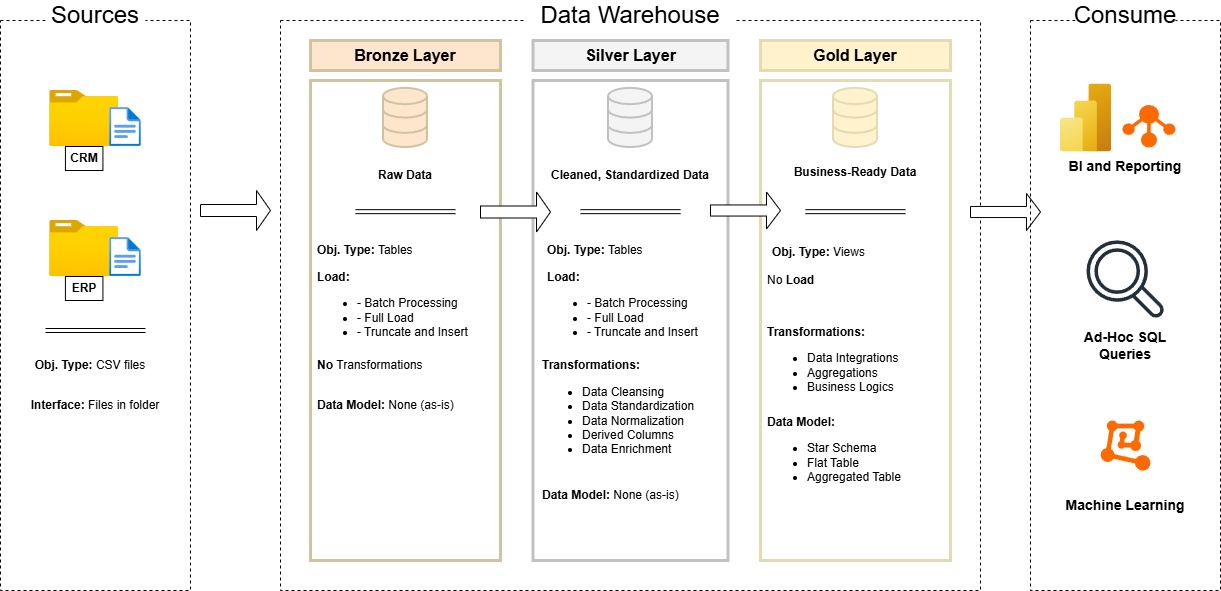 Sources
CRM
ERP
Obj. Type: CSV files
Interface: Files in folder
Data Warehouse
Bronze Layer
Raw Data
Obj. Type: Tables
Load:
- Batch Processing
- Full Load
- Truncate and Insert
No Transformations
Data Model: None (as-is)
Silver Layer
Cleaned, Standardized Data
Obj. Type: Tables
Load:
- Batch Processing
- Full Load
- Truncate and Insert
Transformations:
Data Cleansing
Data Standardization
Data Normalization
Derived Columns
Data Enrichment
Data Model: None (as-is)
Gold Layer
Business-Ready Data
Obj. Type: Views
No Load
Transformations:
Data Integrations
Aggregations
Business Logics
Data Model:
Star Schema
Flat Table
Aggregated Table
Consume
BI and Reporting
Ad-Hoc SQL
Queries
Machine Learning